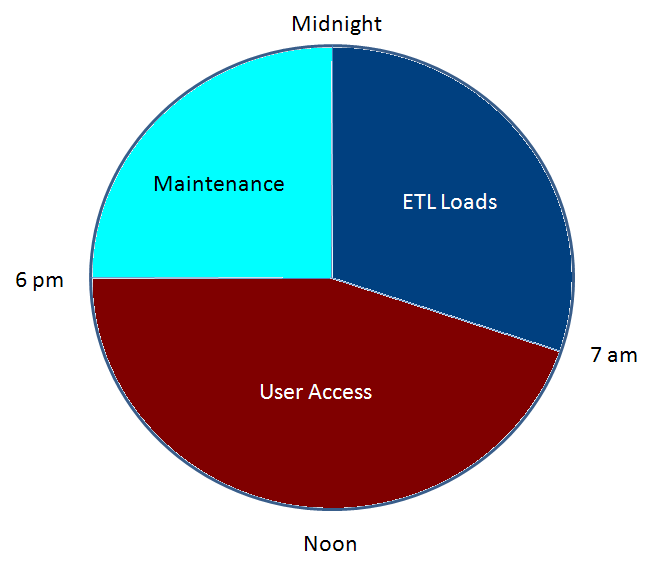 Midnight
Maintenance
ETL Loads
6 pm
7 am
User Access
Noon